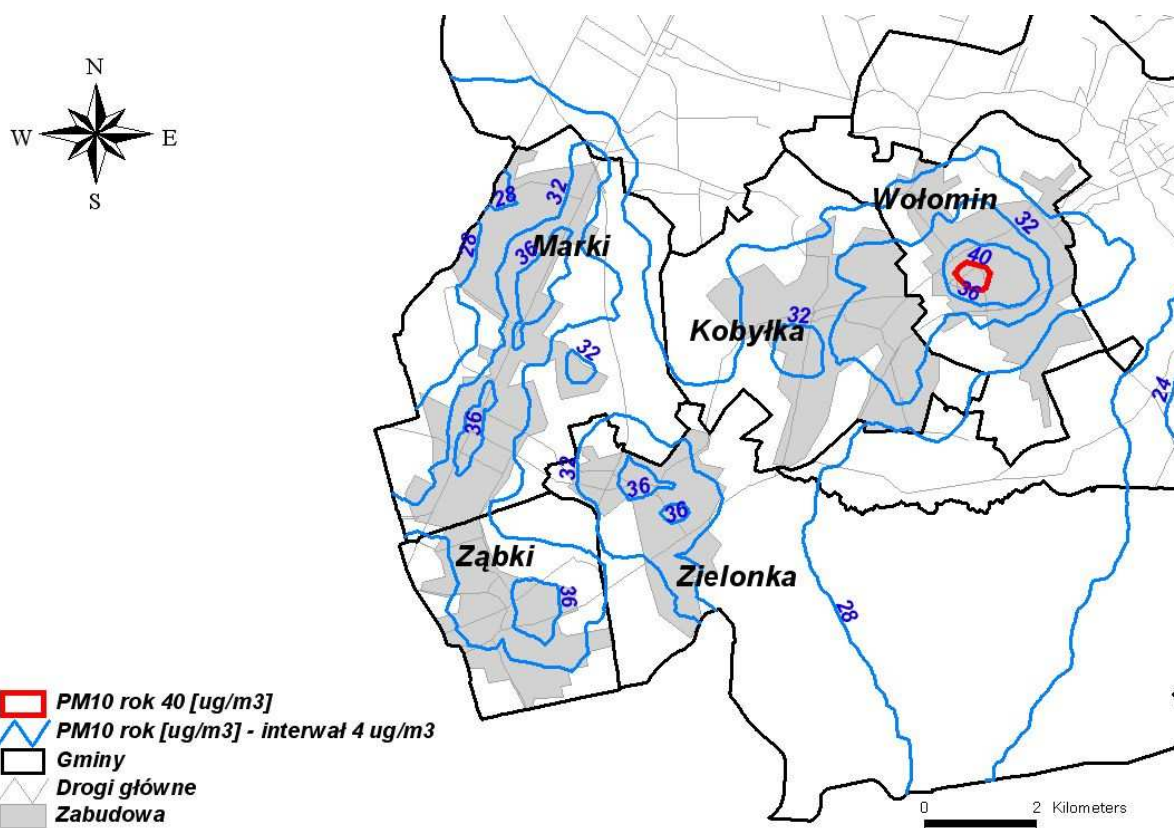 N
W E
S
28
32
Wołomin
32
28
36
Marki
40
36
32
Kobyłka
32
24
36
32
36
36
Ząbki
Zielonka
36
28
PM10 rok 40 [ug/m3]
PM10 rok [ug/m3] - interwał 4 ug/m3
Gminy
Drogi główne
Zabudowa
0 2 Kilometers